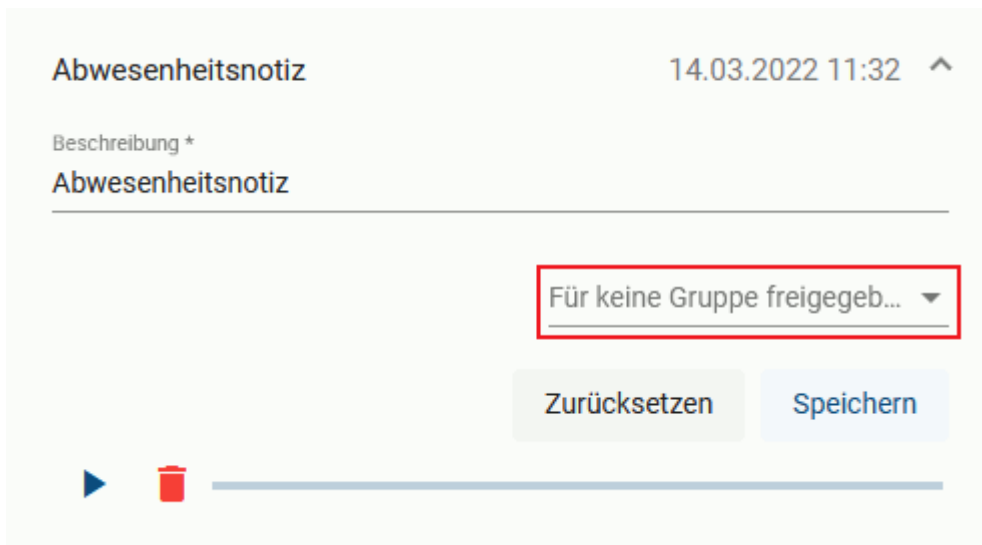 Abwesenheitsnotiz 14.03.2022 11:32
Beschreibung *
Abwesenheitsnotiz
Für keine Gruppe freigegeb...
Zurücksetzen Speichern